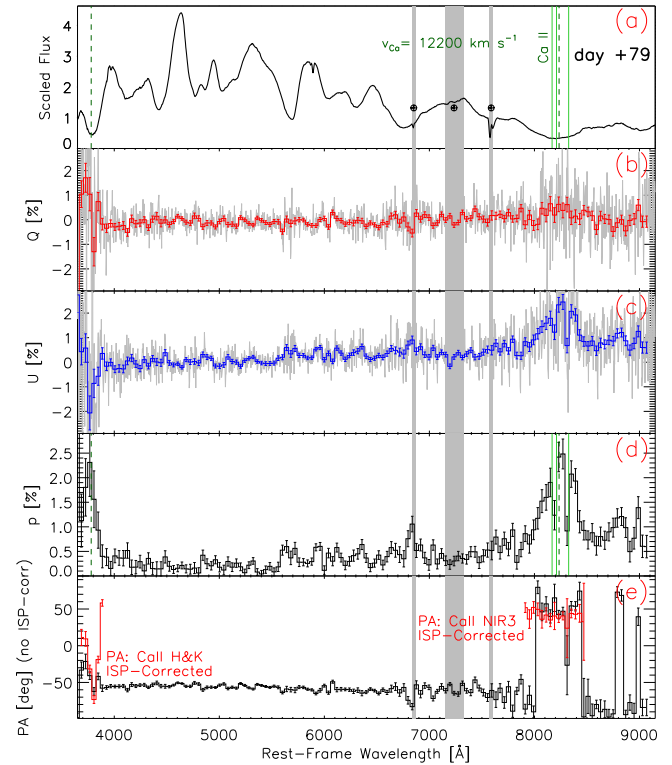 (a)
4
3
2
1
0
Scaled Flux
v_Ca= 12200 km s⁻¹
Ca II
day +79
(b)
2
1
0
-1
-2
Q [%]
(c)
2
1
0
-1
-2
U [%]
(d)
2.5
2.0
1.5
1.0
0.5
0.0
p [%]
(e)
50
0
-50
PA [deg] (no ISP-corr)
PA: CaII H&K
ISP-Corrected
PA: CaII NIR3
ISP-Corrected
4000 5000 6000 7000 8000 9000
Rest-Frame Wavelength [Å]